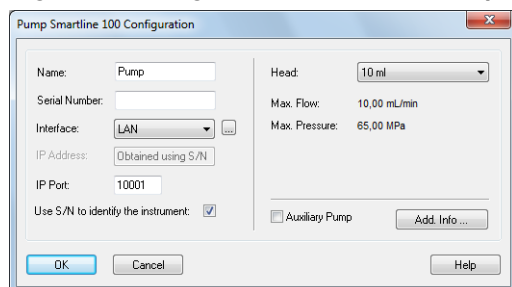 Pump Smartline 100 Configuration
Name: Pump
Serial Number:
Interface: LAN ...
IP Address: Obtained using S/N
IP Port: 10001
Use S/N to identify the instrument:
Head: 10 ml
Max. Flow: 10,00 mL/min
Max. Pressure: 65,00 MPa
Auxiliary Pump Add. Info ...
OK Cancel Help